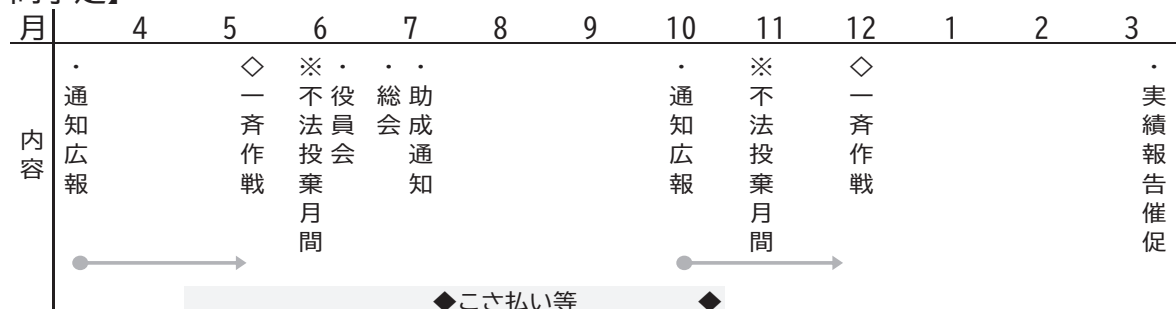 月 4 5 6 7 8 9 10 11 12 1 2 3
内容
・通知広報
◇一斉作戦
※不法投棄月間
・役員会
・総会
・助成通知
・通知広報
※不法投棄月間
◇一斉作戦
・実績報告催促
◆こさ払い等 ◆